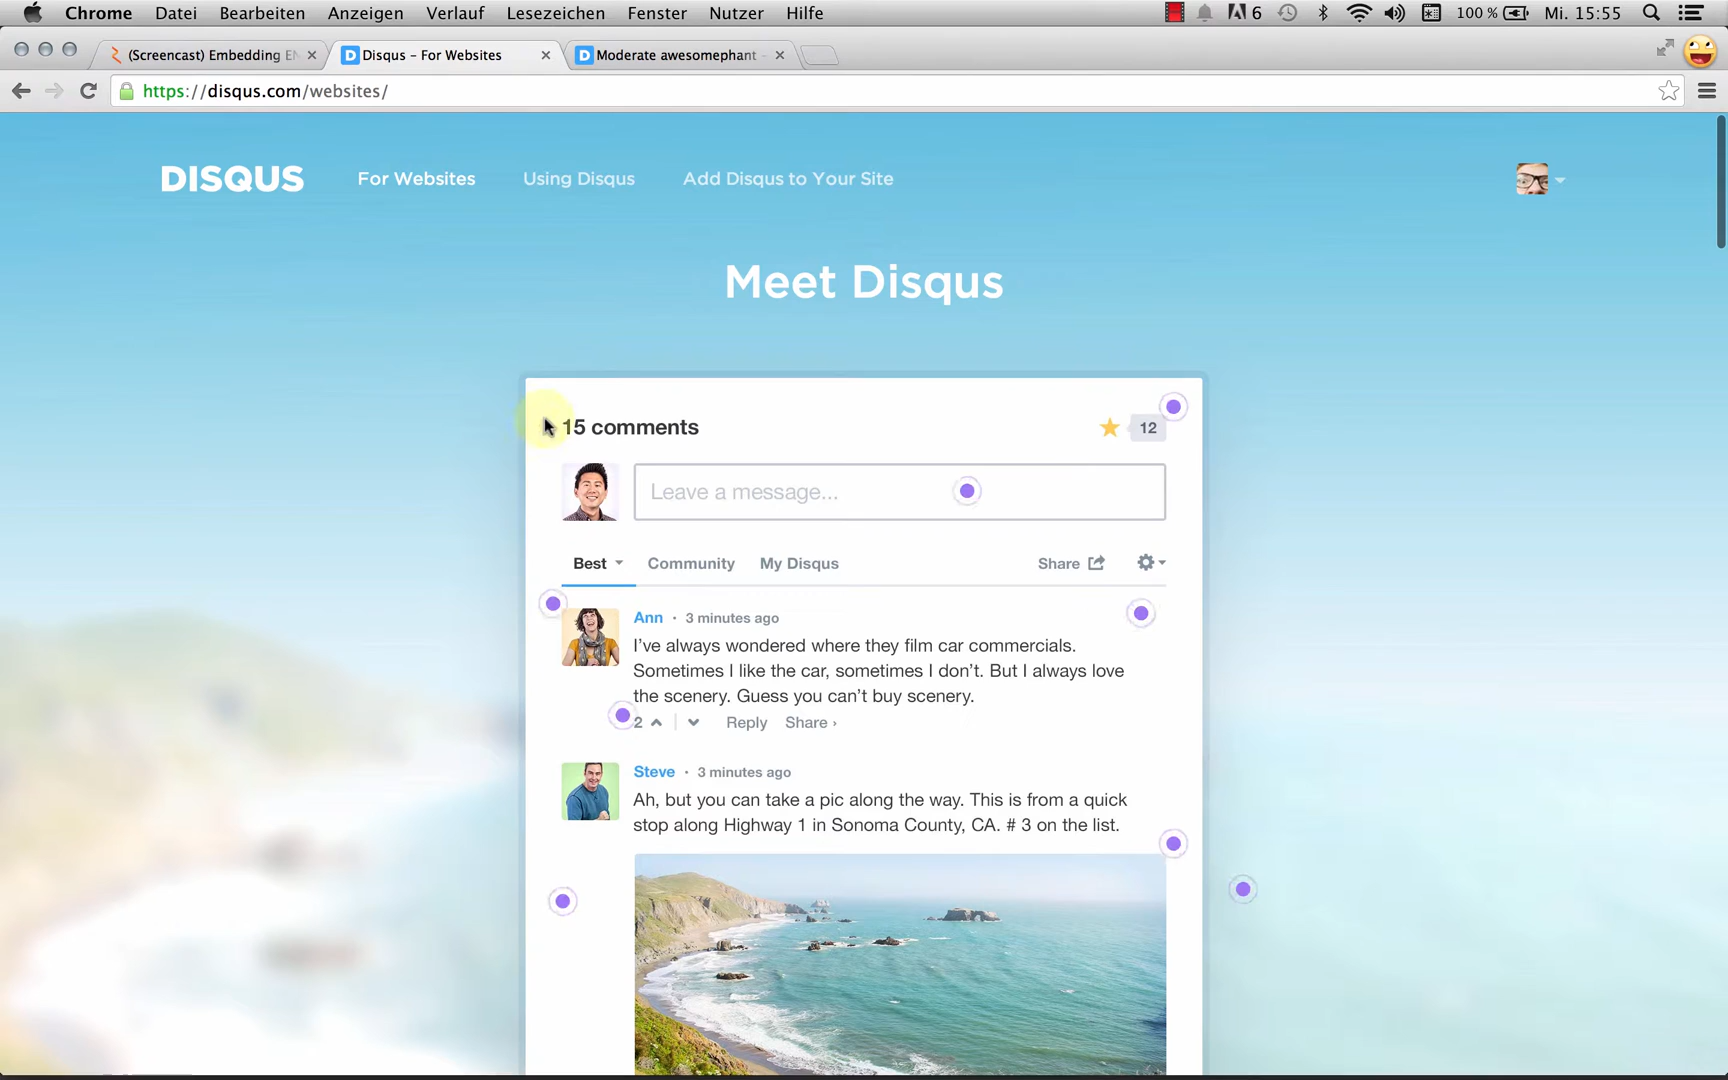 Chrome Datei Bearbeiten Anzeigen Verlauf Lesezeichen Fenster Nutzer Hilfe 6 100 % Mi. 15:55
(Screencast) Embedding EN
Disqus – For Websites
Moderate awesomephant
https://disqus.com/websites/
DISQUS For Websites Using Disqus Add Disqus to Your Site
Meet Disqus
15 comments 12
Leave a message...
Best Community My Disqus Share
Ann • 3 minutes ago
I’ve always wondered where they film car commercials.
Sometimes I like the car, sometimes I don’t. But I always love
the scenery. Guess you can’t buy scenery.
2 Reply Share ›
Steve • 3 minutes ago
Ah, but you can take a pic along the way. This is from a quick
stop along Highway 1 in Sonoma County, CA. # 3 on the list.